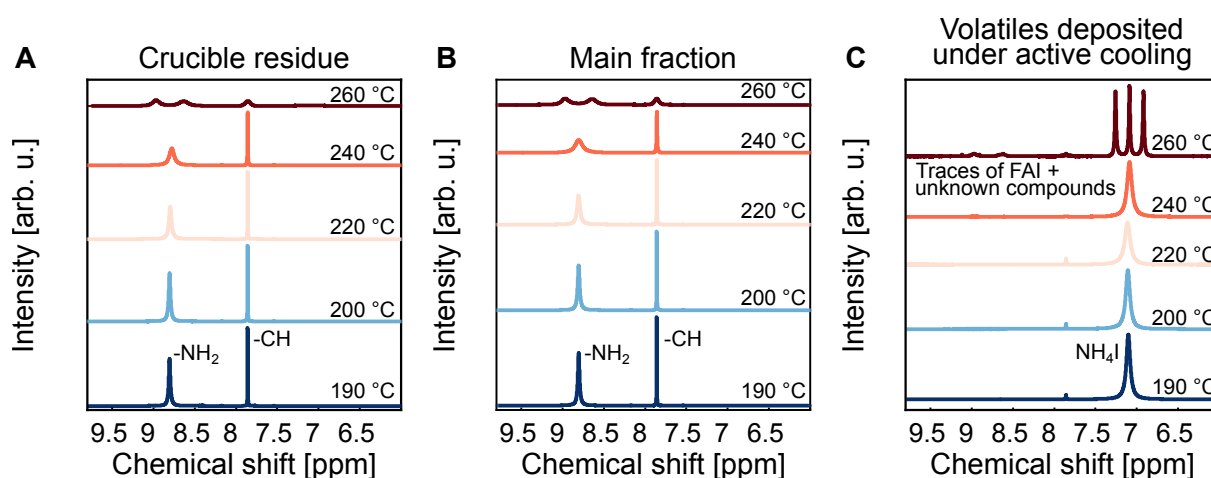 A
Crucible residue
Intensity [arb. u.]
260 °C
240 °C
220 °C
200 °C
-NH₂
-CH
190 °C
9.5 9 8.5 8 7.5 7 6.5
Chemical shift [ppm]
B
Main fraction
Intensity [arb. u.]
260 °C
240 °C
220 °C
200 °C
-NH₂
-CH
190 °C
9.5 9 8.5 8 7.5 7 6.5
Chemical shift [ppm]
C
Volatiles deposited
under active cooling
Intensity [arb. u.]
260 °C
Traces of FAI +
unknown compounds
240 °C
220 °C
200 °C
NH₄I
190 °C
9.5 9 8.5 8 7.5 7 6.5
Chemical shift [ppm]